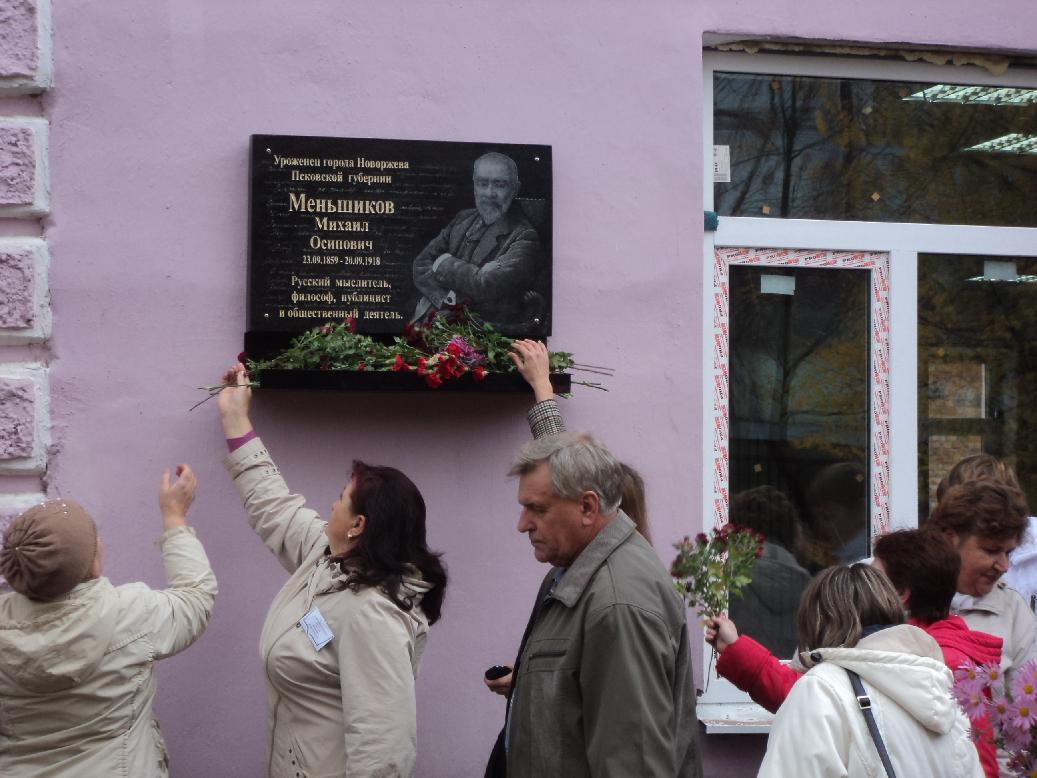 Уроженец города Новоржева
Псковской губернии
Меньшиков
Михаил
Осипович
23.09.1859 - 20.09.1918
Русский мыслитель,
философ, публицист
и общественный деятель.